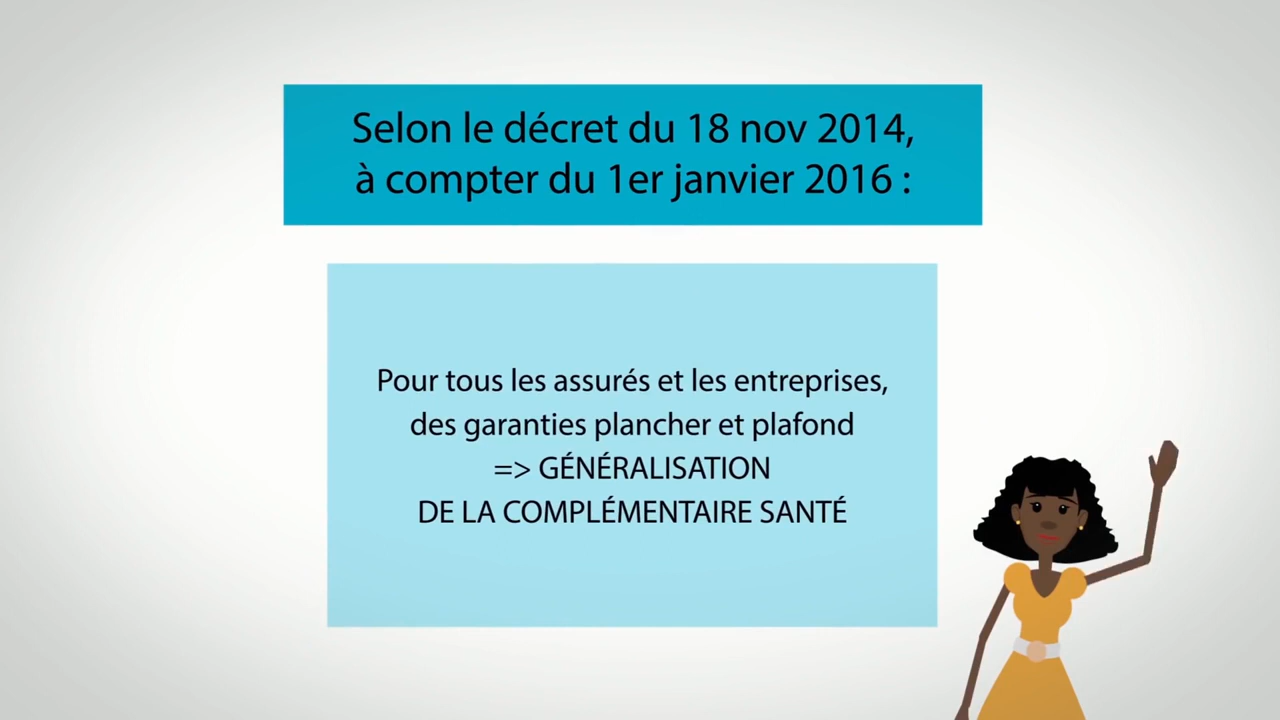 Selon le décret du 18 nov 2014,
à compter du 1er janvier 2016 :
Pour tous les assurés et les entreprises,
des garanties plancher et plafond
=> GÉNÉRALISATION
DE LA COMPLÉMENTAIRE SANTÉ